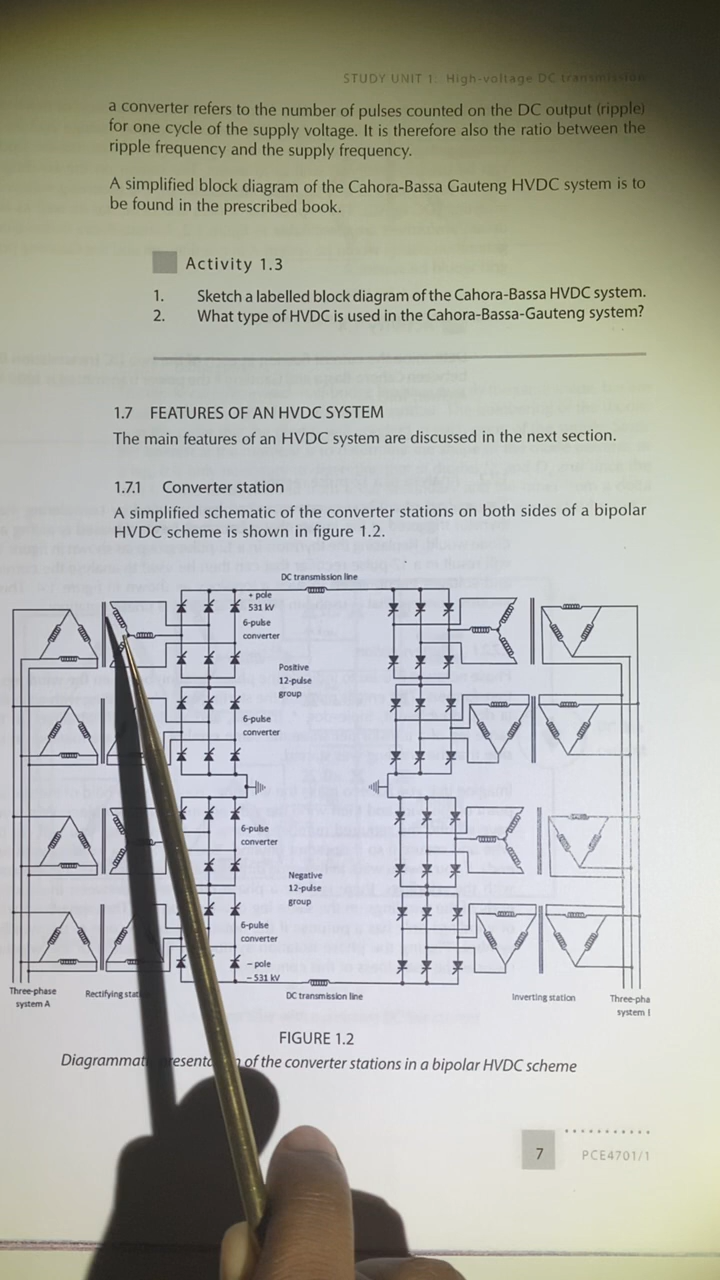 STUDY UNIT 1: High-voltage DC transmission
a converter refers to the number of pulses counted on the DC output (ripple)
for one cycle of the supply voltage. It is therefore also the ratio between the
ripple frequency and the supply frequency.
A simplified block diagram of the Cahora-Bassa Gauteng HVDC system is to
be found in the prescribed book.
Activity 1.3
1. Sketch a labelled block diagram of the Cahora-Bassa HVDC system.
2. What type of HVDC is used in the Cahora-Bassa-Gauteng system?
1.7 FEATURES OF AN HVDC SYSTEM
The main features of an HVDC system are discussed in the next section.
1.7.1 Converter station
A simplified schematic of the converter stations on both sides of a bipolar
HVDC scheme is shown in figure 1.2.
DC transmission line
+ pole
531 kV
6-pulse
converter
Positive
12-pulse
group
6-pulse
converter
6-pulse
converter
Negative
12-pulse
group
6-pulse
converter
– pole
– 531 kV
DC transmission line
Three-phase
system A
Rectifying
Inverting station
Three-pha
system
FIGURE 1.2
of the converter stations in a bipolar HVDC scheme
7
PCE4701/1